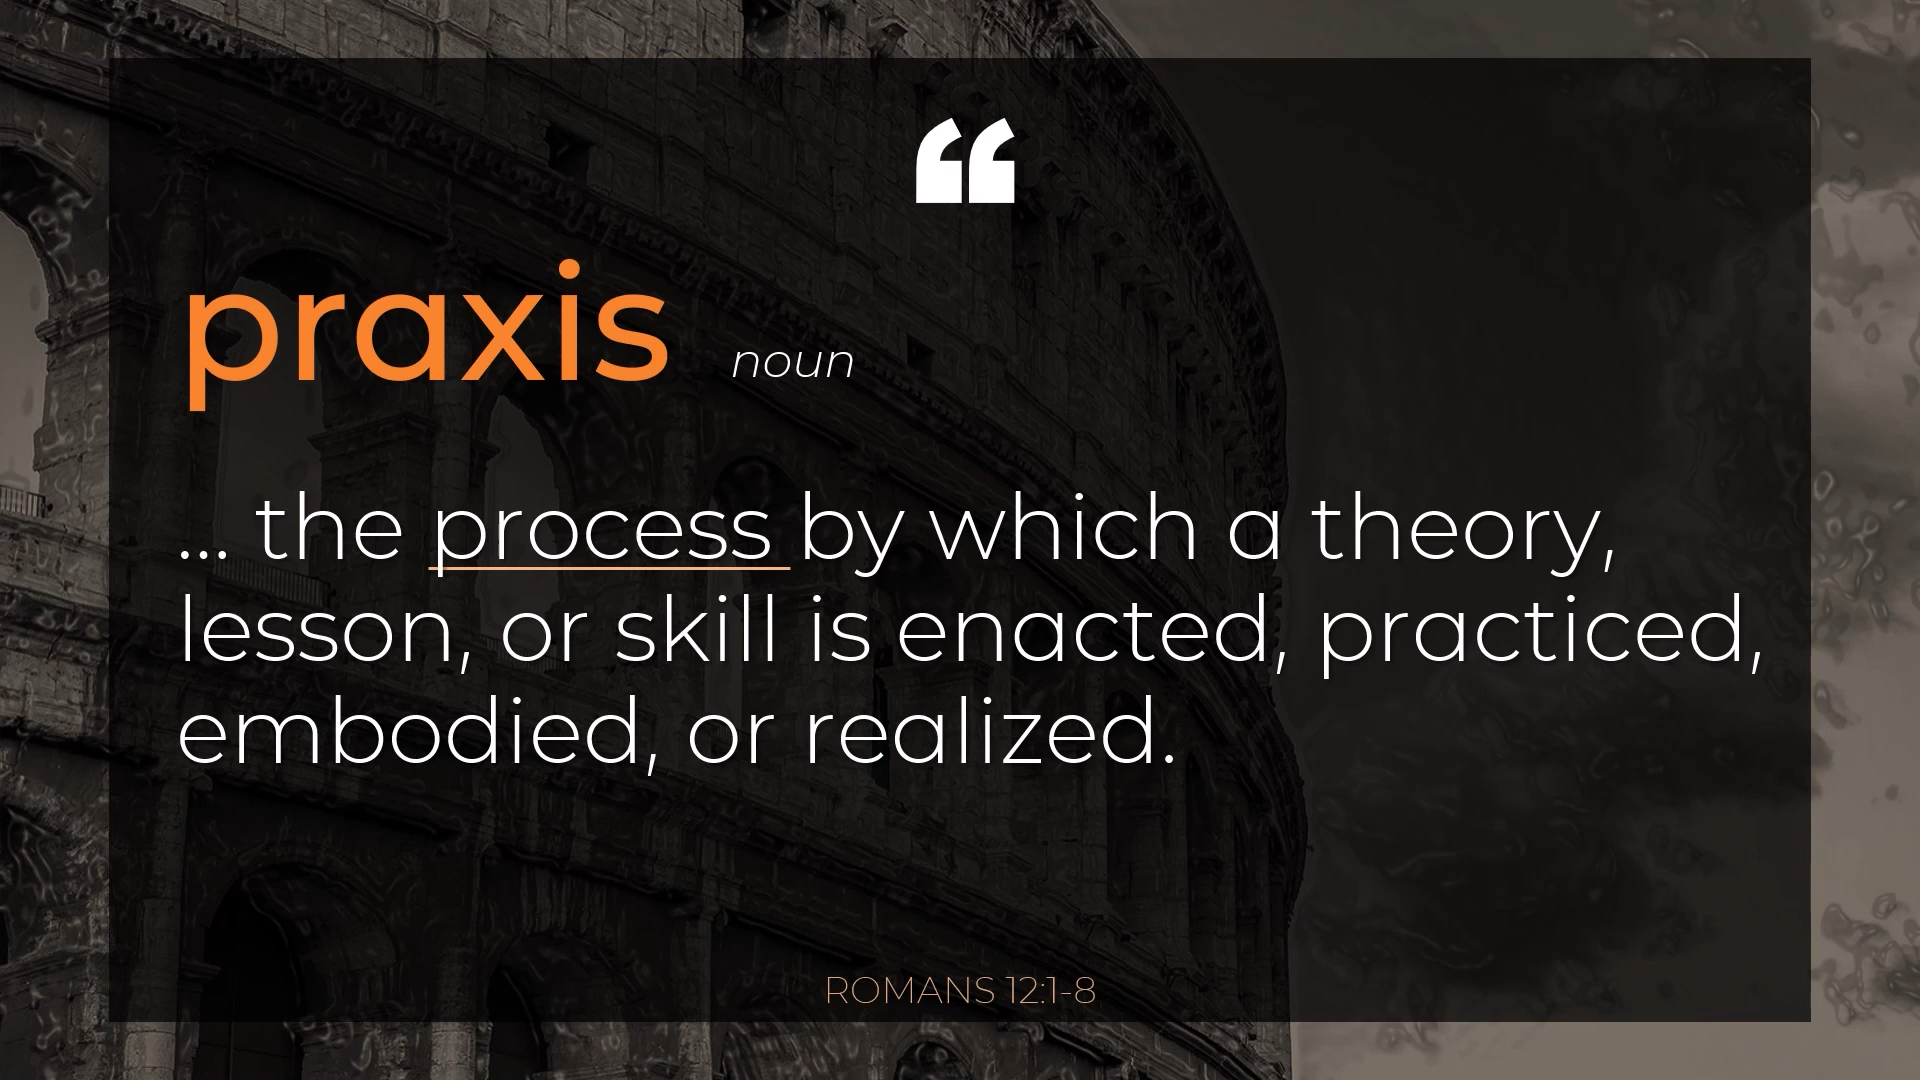 “
praxis noun
... the process by which a theory,
lesson, or skill is enacted, practiced,
embodied, or realized.
ROMANS 12:1-8